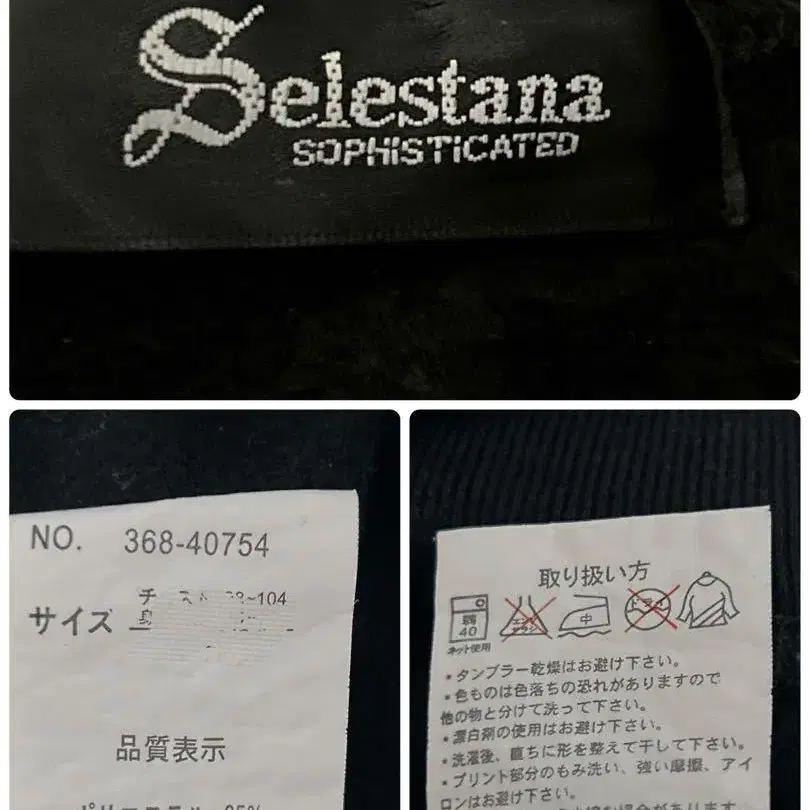 Selestana
SOPHISTICATED
NO. 368-40754
サイズ
~104
品質表示
取り扱い方
弱
40
ネット使用
中
ドライ
・タンブラー乾燥はお避け下さい。
・色ものは色落ちの恐れがありますので
他の物と分けて洗って下さい。
・漂白剤の使用はお避け下さい。
・洗濯後、直ちに形を整えて干して下さい。
・プリント部分のもみ洗い、強い摩擦、アイ
ロンはお避け下さい。